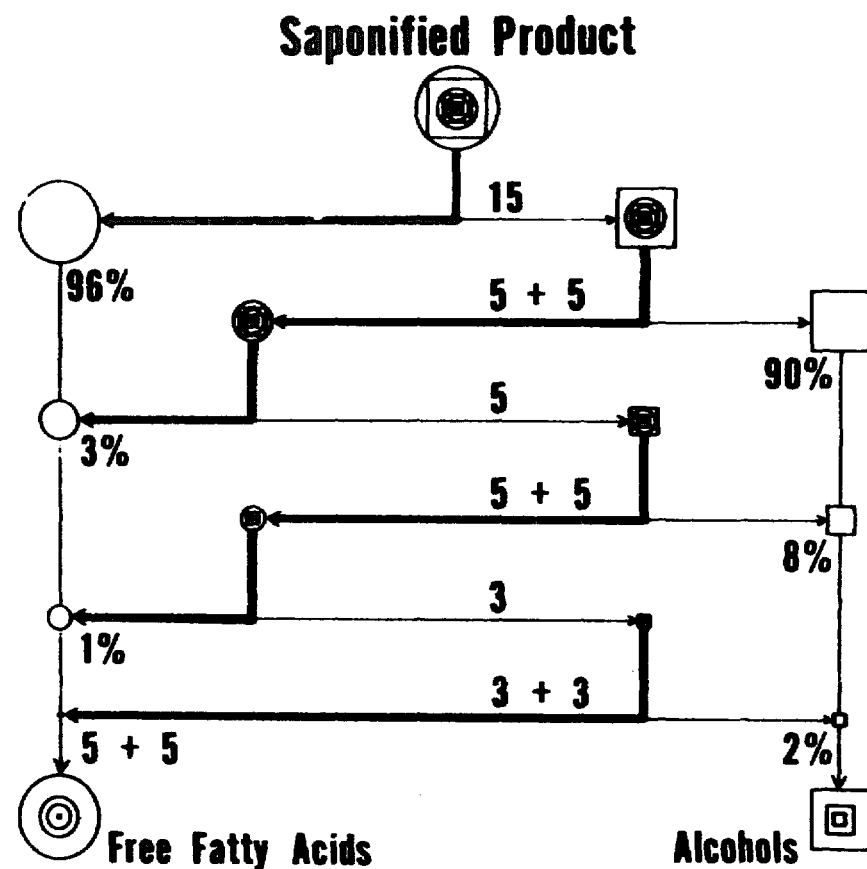 Saponified Product
15
96%
5 + 5
90%
5
3%
5 + 5
8%
3
1%
3 + 3
5 + 5
2%
Free Fatty Acids
Alcohols